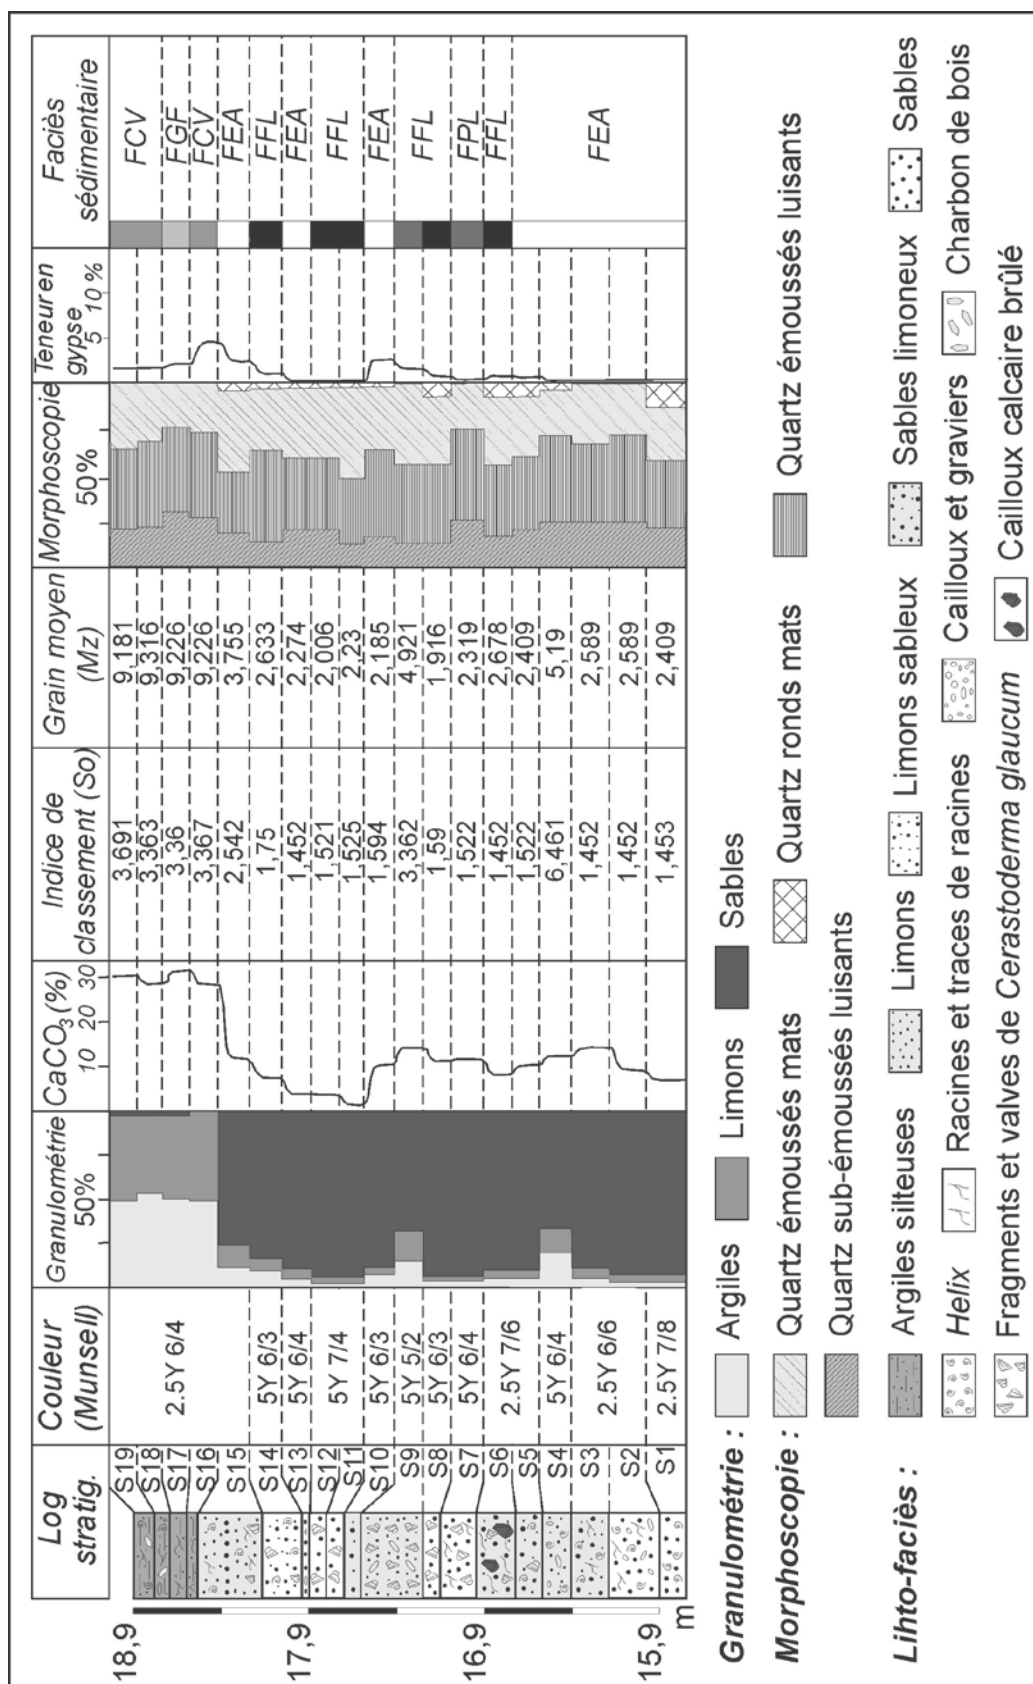 Log
stratig.
18,9
17,9
16,9
15,9
m
S19
S18
S17
S16
S15
S14
S13
S12
S11
S10
S9
S8
S7
S6
S5
S4
S3
S2
S1
Couleur
(Munsell)
2.5Y 6/4
5Y 6/3
5Y 6/4
5Y 7/4
5Y 6/3
5Y 5/2
5Y 6/3
5Y 6/4
2.5Y 7/6
5Y 6/4
2.5Y 6/6
2.5Y 7/8
Granulométrie
50%
CaCO3(%)
10 20 30
Indice de
classement (So)
3,691
3,363
3,36
3,367
2,542
1,75
1,452
1,521
1,525
1,594
3,362
1,59
1,522
1,452
1,522
6,461
1,452
1,452
1,453
Grain moyen
(Mz)
9,181
9,316
9,226
9,226
3,755
2,633
2,274
2,006
2,23
2,185
4,921
1,916
2,319
2,678
2,409
5,19
2,589
2,589
2,409
Morphoscopie
50%
Teneur en
gypse
5 10 %
Faciès
sédimentaire
FCV
FGF
FCV
FEA
FFL
FEA
FFL
FEA
FFL
FPL
FFL
FEA
Granulométrie : Argiles Limons Sables
Morphoscopie : Quartz émoussés mats Quartz ronds mats Quartz émoussés luisants
Quartz sub-émoussés luisants
Lihto-faciès : Argiles silteuses Limons Limons sableux Sables limoneux Sables
Helix Racines et traces de racines Cailloux et graviers Charbon de bois
Fragments et valves de Cerastoderma glaucum Cailloux calcaire brûlé